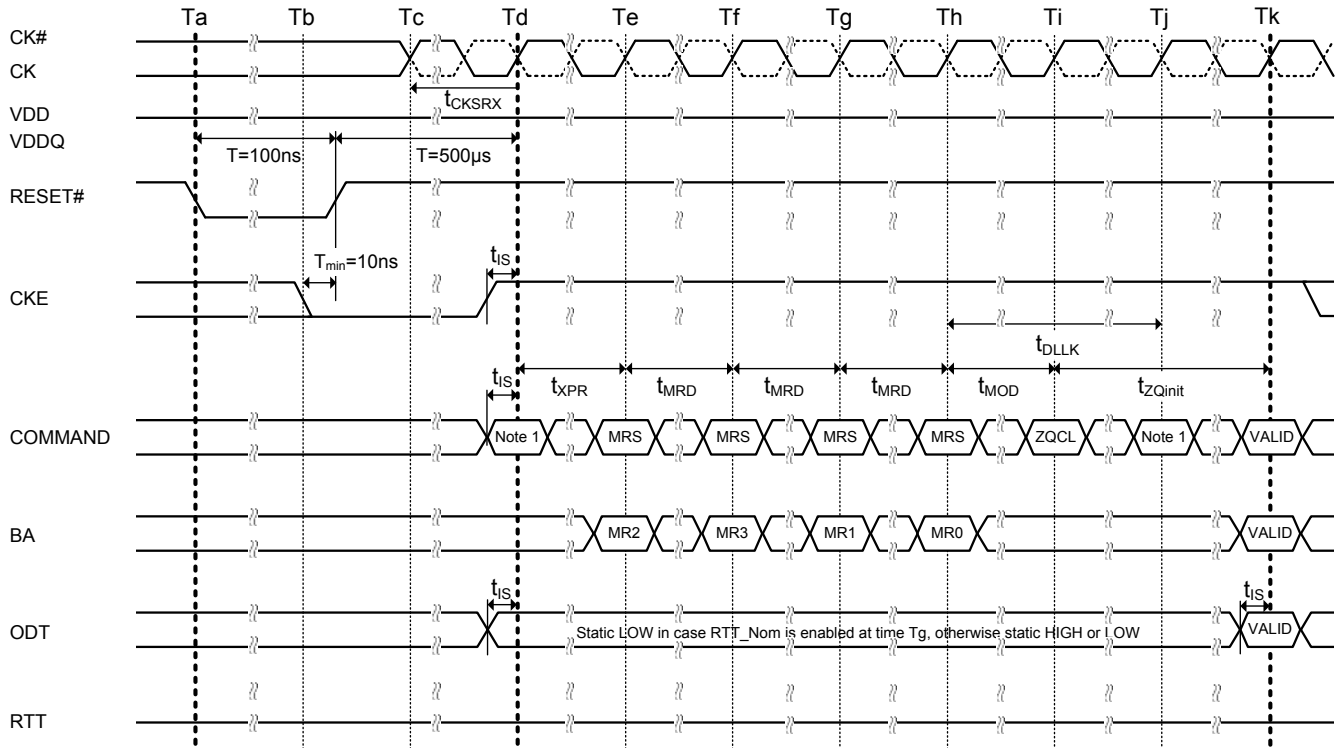 Ta Tb Tc Td Te Tf Tg Th Ti Tj Tk
CK#
CK
tCKSRX
VDD
VDDQ
T=100ns T=500µs
RESET#
Tmin=10ns
tIS
CKE
tDLLK
tIS tXPR tMRD tMRD tMRD tMOD tZQinit
COMMAND Note 1 MRS MRS MRS MRS ZQCL Note 1 VALID
BA MR2 MR3 MR1 MR0 VALID
tIS tIS
ODT Static LOW in case RTT_Nom is enabled at time Tg, otherwise static HIGH or LOW VALID
RTT